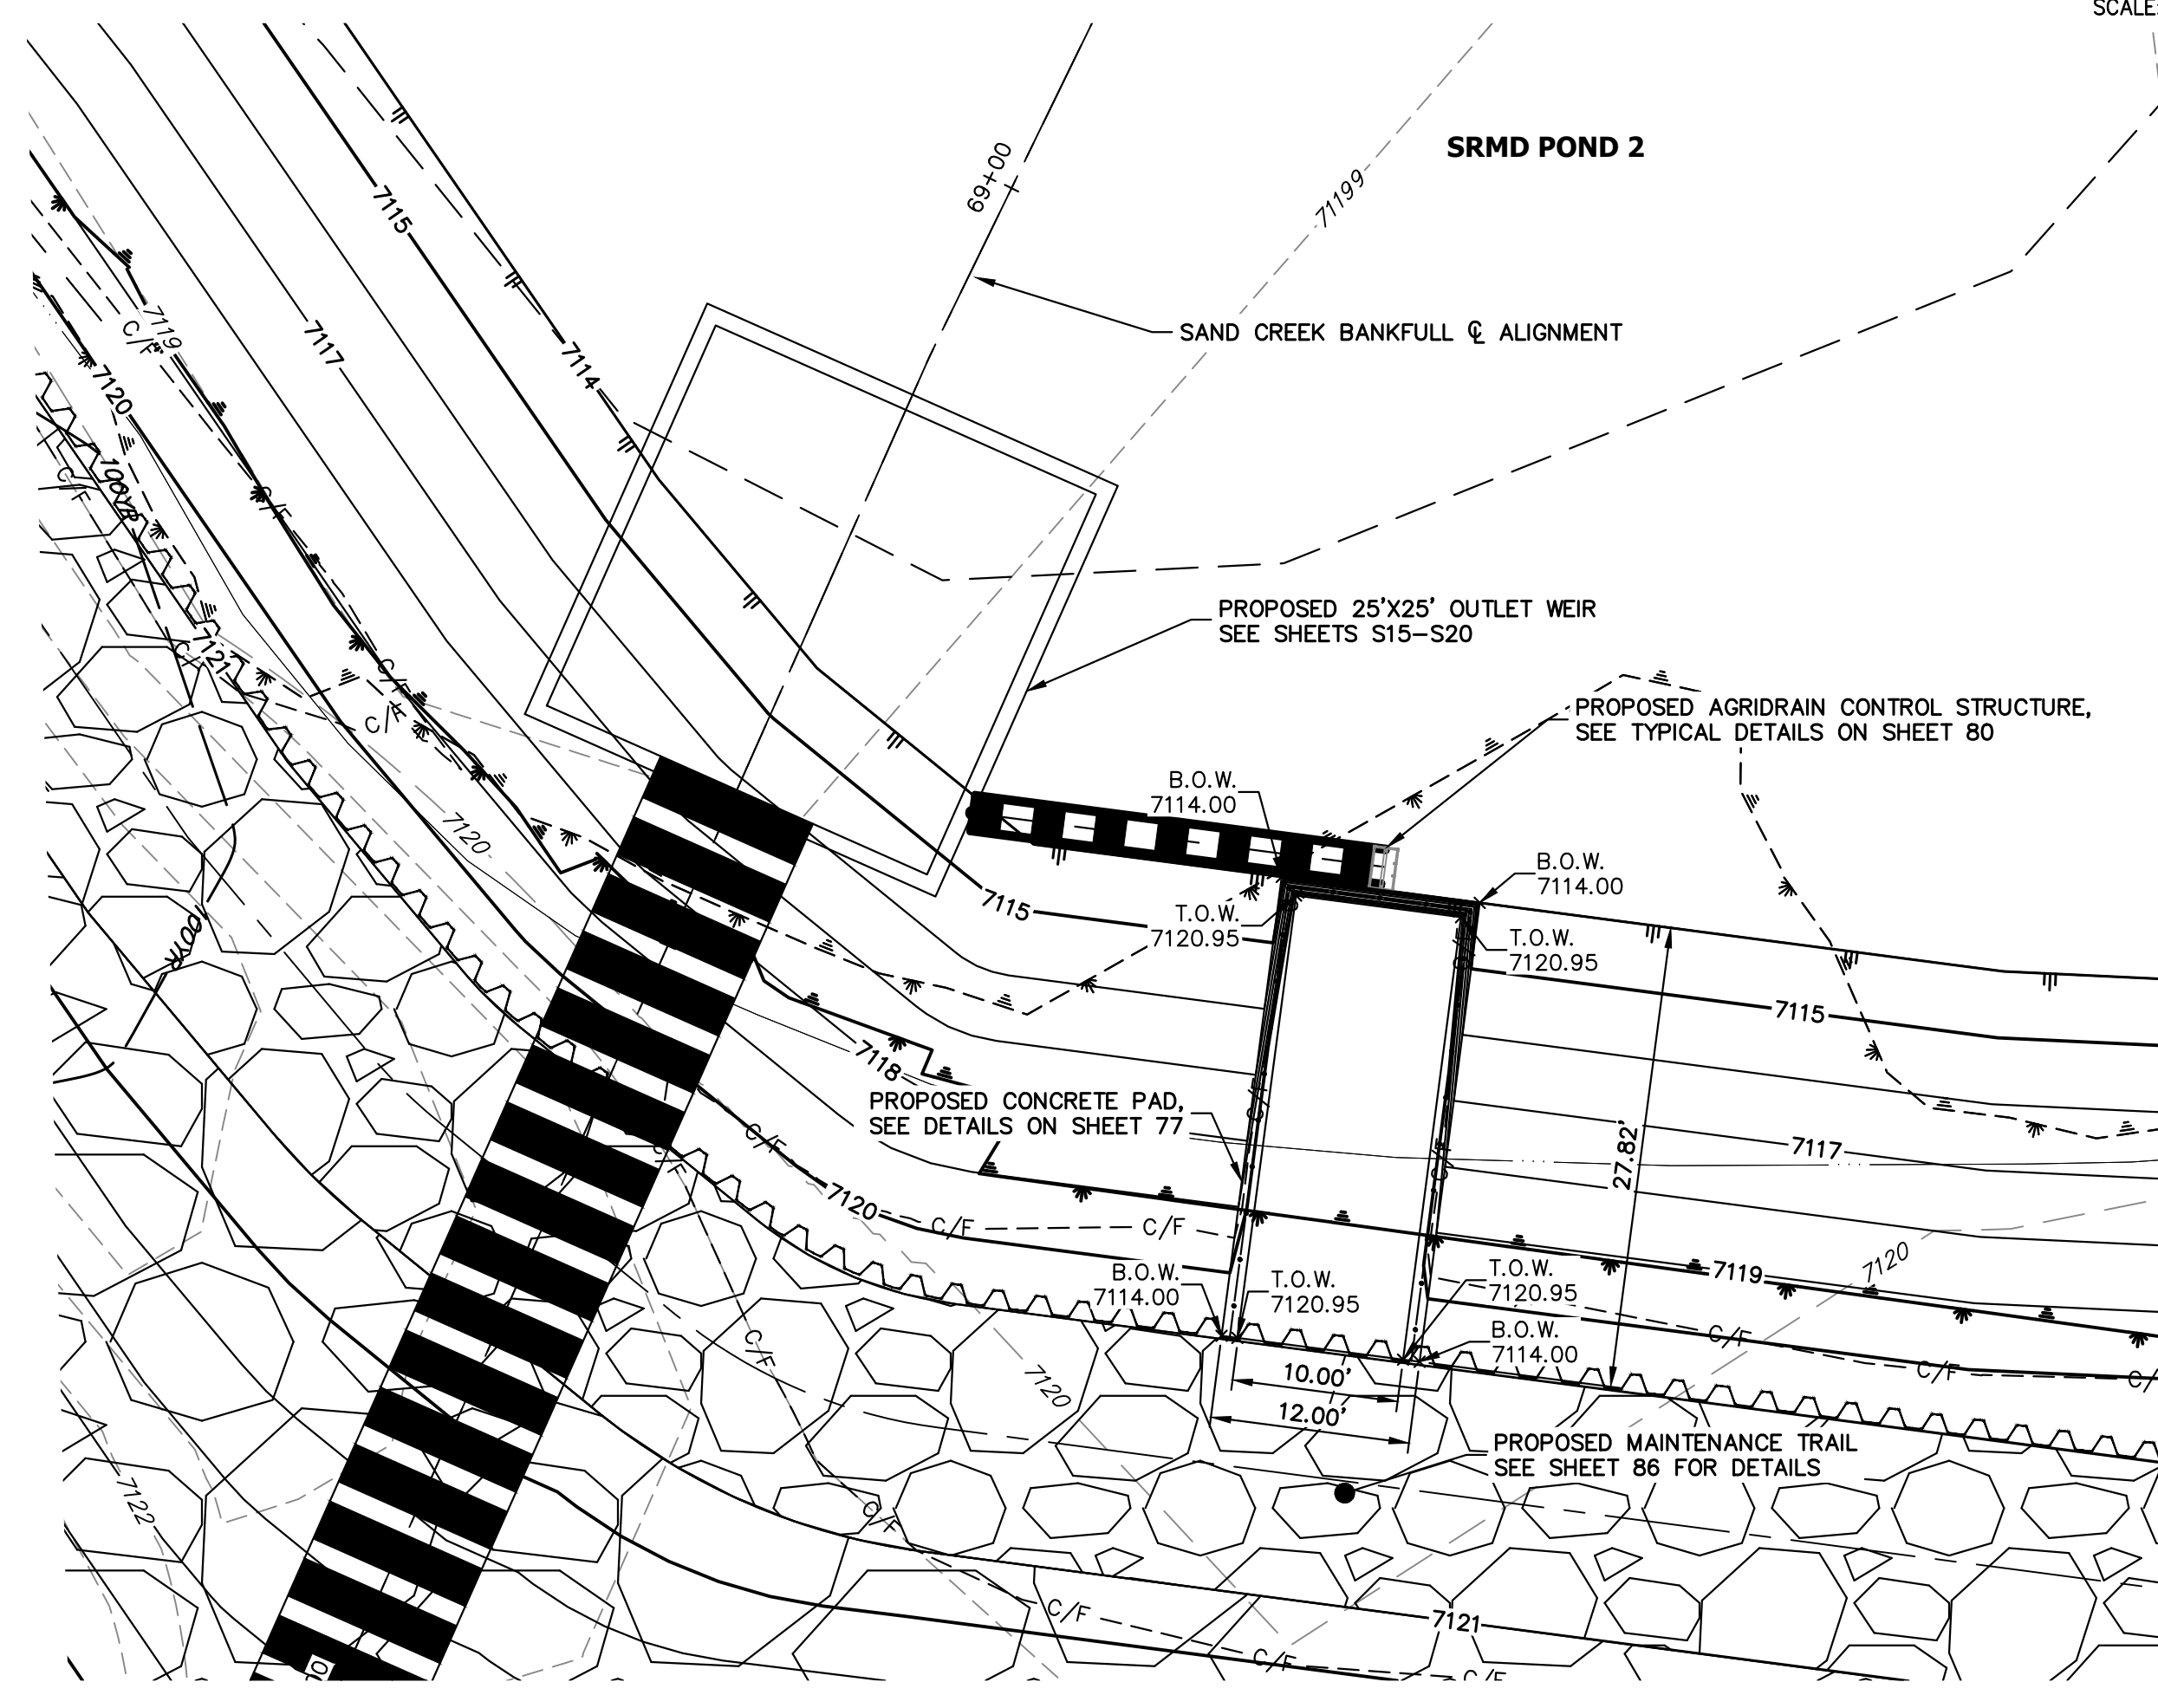 SCALE:
SRMD POND 2
69+00
71199
7115
7117
7114
7119
C/F
7120
C/F
100YR
C/F
7121
C/F
C/F
C/F
SAND CREEK BANKFULL ℄ ALIGNMENT
PROPOSED 25'X25' OUTLET WEIR
SEE SHEETS S15-S20
PROPOSED AGRIDRAIN CONTROL STRUCTURE,
SEE TYPICAL DETAILS ON SHEET 80
B.O.W.
7114.00
B.O.W.
7114.00
T.O.W.
7120.95
T.O.W.
7120.95
7120
7115
7115
7118
PROPOSED CONCRETE PAD,
SEE DETAILS ON SHEET 77
27.82'
7117
C/F
C/F
7120
C/F
C/F
7120
7119
B.O.W.
7114.00
T.O.W.
7120.95
T.O.W.
7120.95
B.O.W.
7114.00
C/F
C/F
C/F
C/F
7120
10.00'
12.00'
PROPOSED MAINTENANCE TRAIL
SEE SHEET 86 FOR DETAILS
7122
C/F
C/F
7121
C/F
C/F